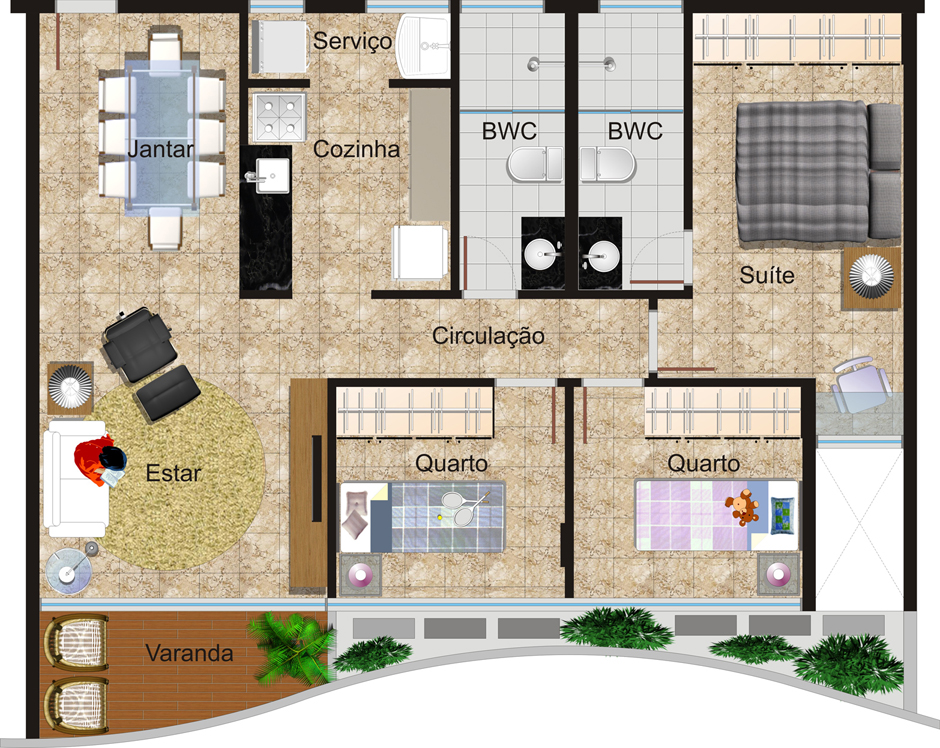 Serviço
BWC
BWC
Jantar
Cozinha
Suíte
Circulação
Estar
Quarto
Quarto
Varanda